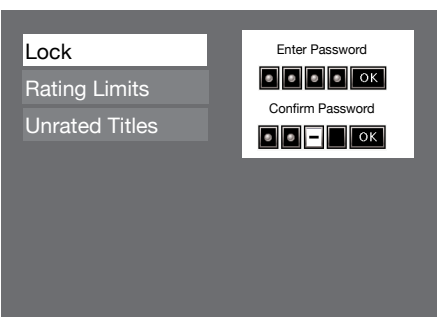 Lock
Rating Limits
Unrated Titles
Enter Password
OK
Confirm Password
– OK